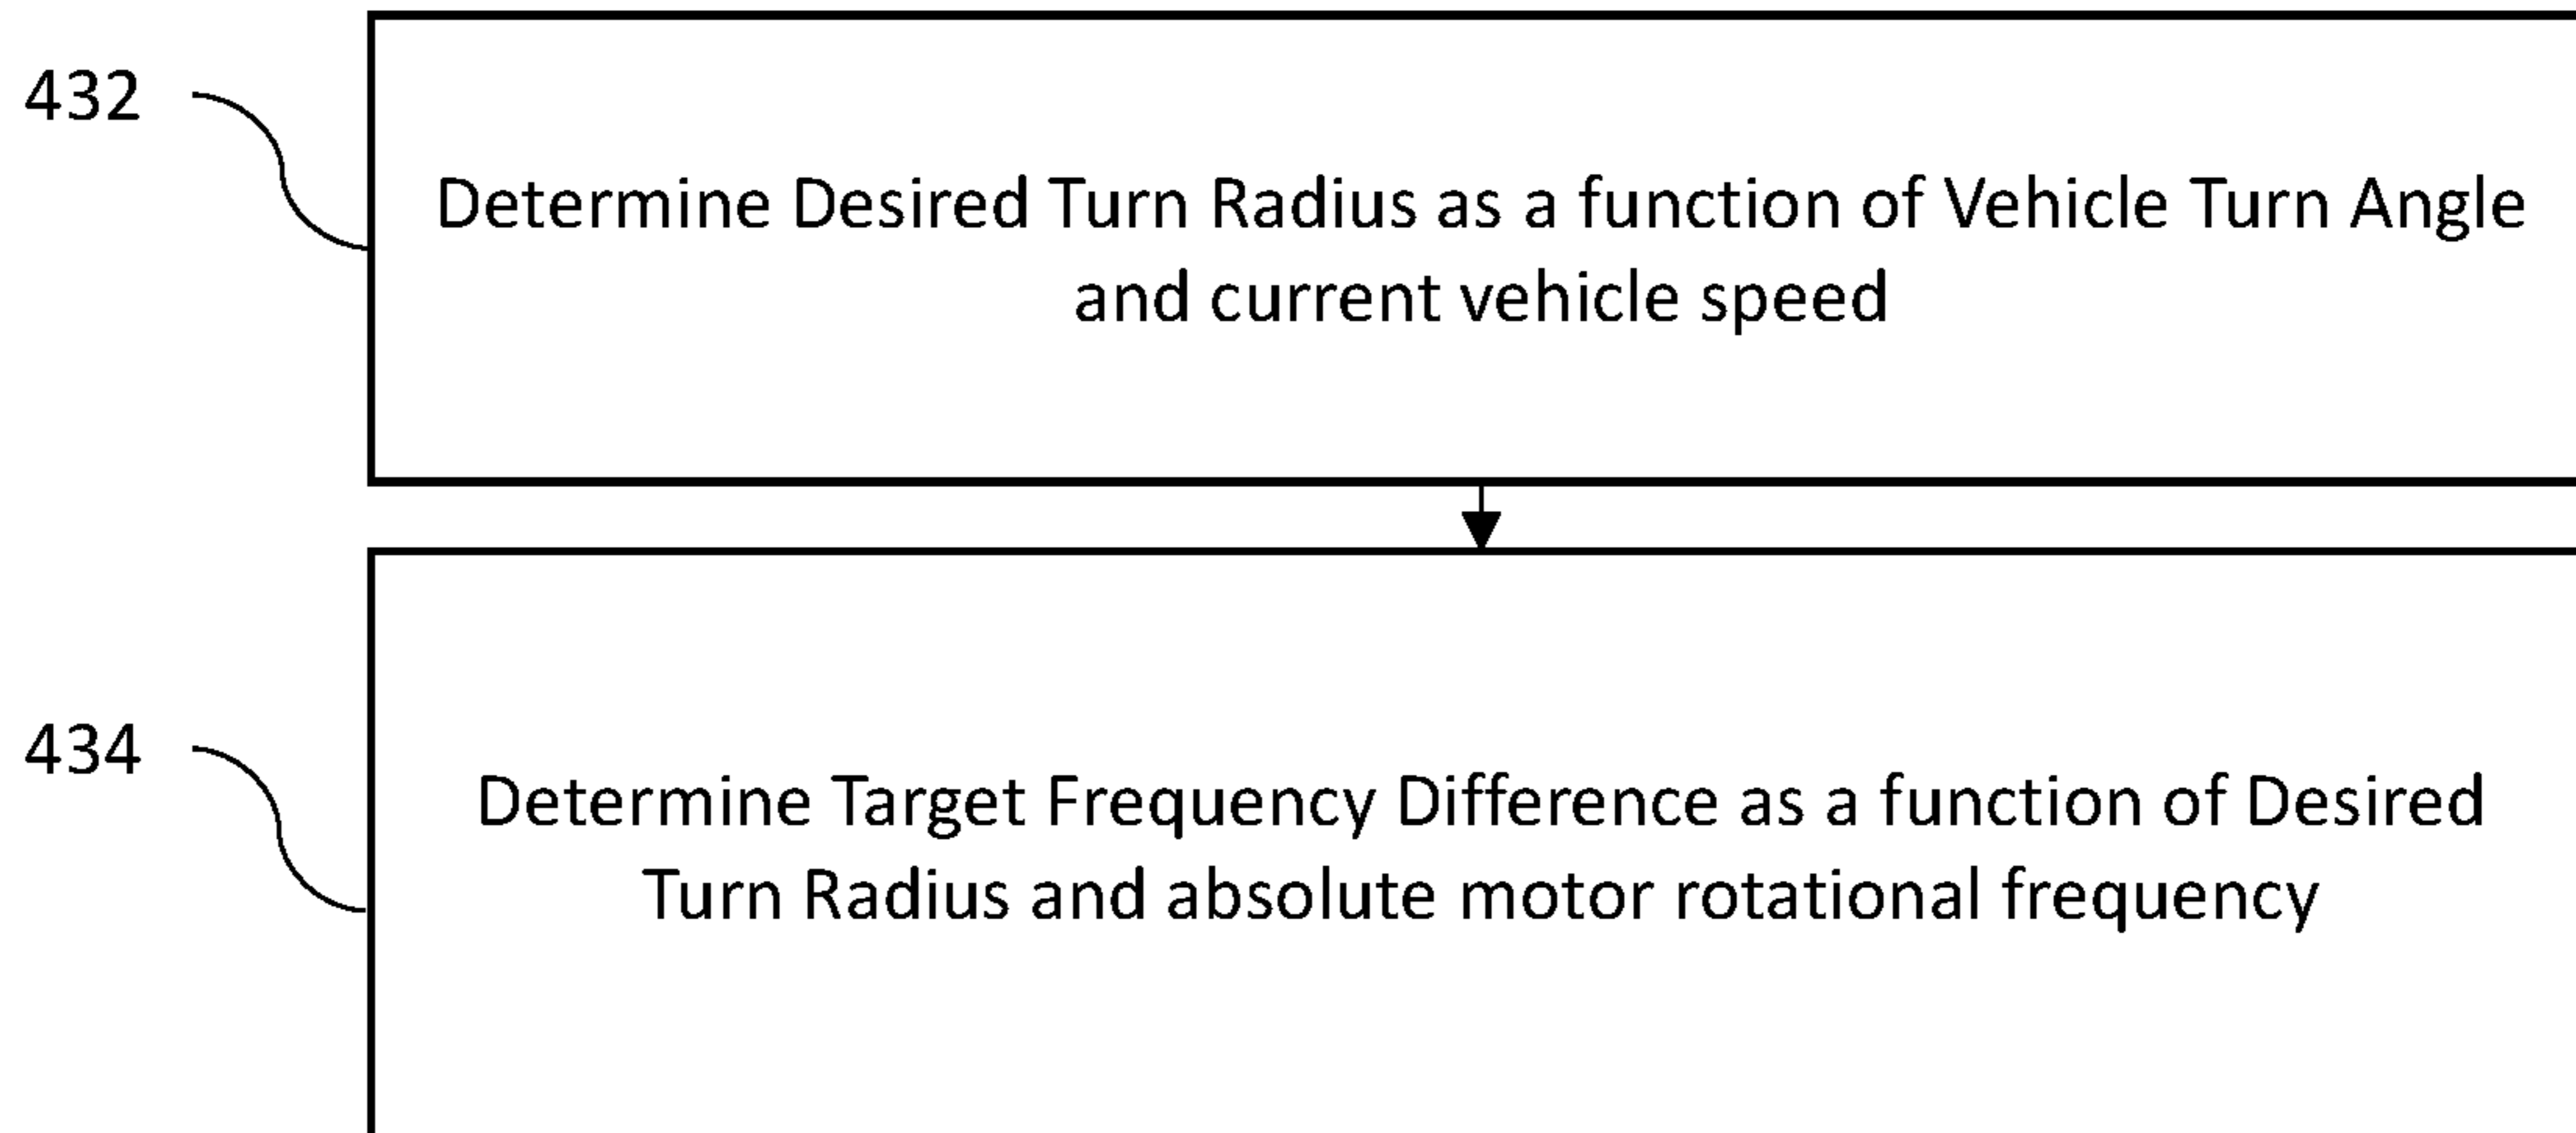 432
Determine Desired Turn Radius as a function of Vehicle Turn Angle
and current vehicle speed
434
Determine Target Frequency Difference as a function of Desired
Turn Radius and absolute motor rotational frequency